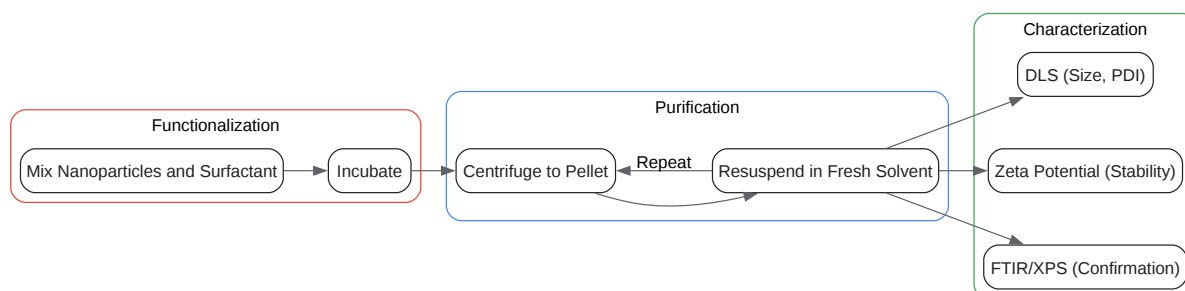 Functionalization
Mix Nanoparticles and Surfactant
Incubate
Purification
Centrifuge to Pellet
Repeat
Resuspend in Fresh Solvent
Characterization
DLS (Size, PDI)
Zeta Potential (Stability)
FTIR/XPS (Confirmation)